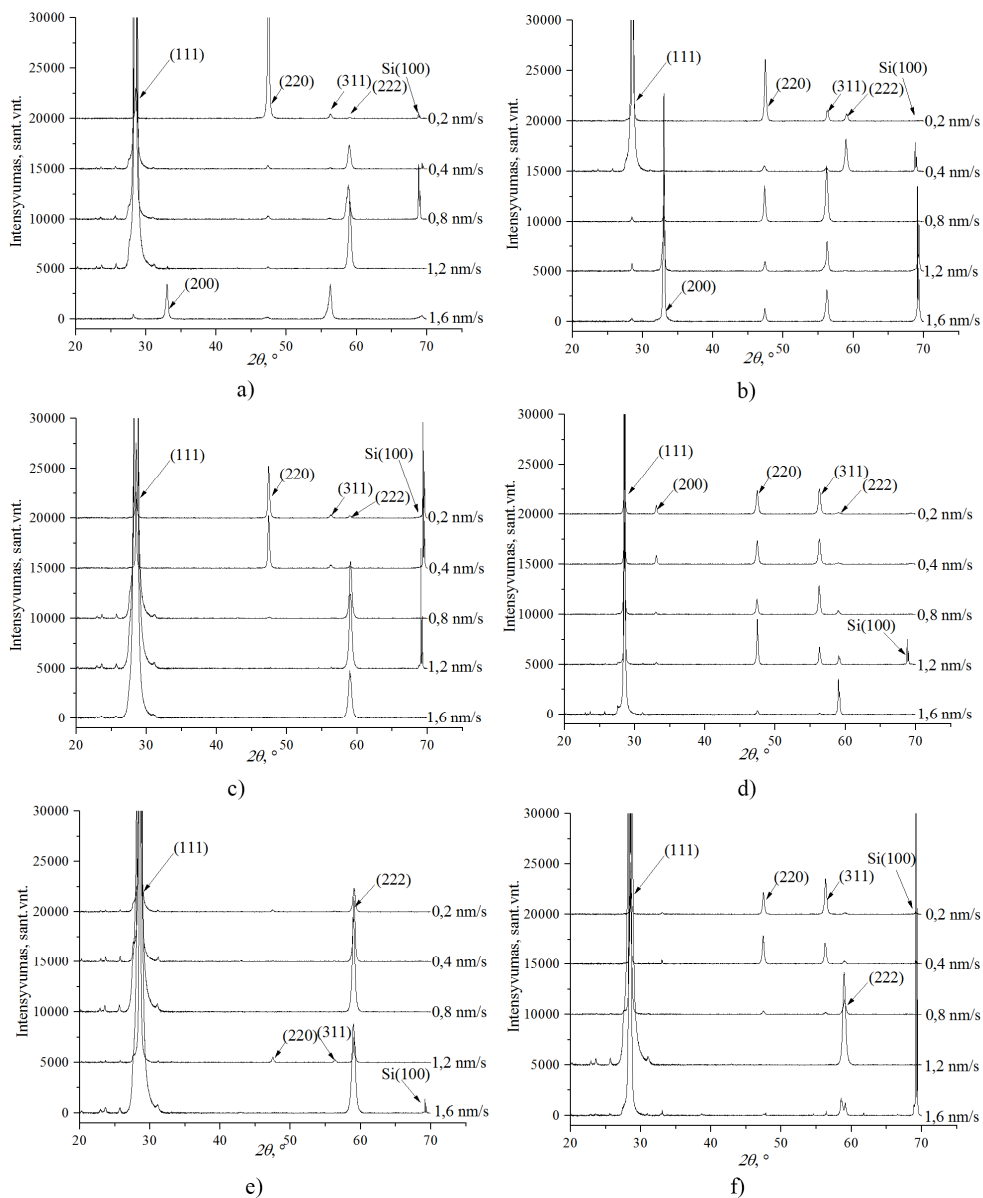 30000
25000
20000
15000
10000
5000
0
Intensyvumas, sant.vnt.
(111)
(220)
(311)
(222)
Si(100)
(200)
0,2 nm/s
0,4 nm/s
0,8 nm/s
1,2 nm/s
1,6 nm/s
20 30 40 50 60 70
2θ, °
a)
30000
25000
20000
15000
10000
5000
0
Intensyvumas, sant.vnt.
(111)
(220)
(311)
(222)
Si(100)
(200)
0,2 nm/s
0,4 nm/s
0,8 nm/s
1,2 nm/s
1,6 nm/s
20 30 40 50 60 70
2θ, °
b)
30000
25000
20000
15000
10000
5000
0
Intensyvumas, sant.vnt.
(111)
(220)
(311)
(222)
Si(100)
0,2 nm/s
0,4 nm/s
0,8 nm/s
1,2 nm/s
1,6 nm/s
20 30 40 50 60 70
2θ, °
c)
30000
25000
20000
15000
10000
5000
0
Intensyvumas, sant.vnt.
(111)
(200)
(220)
(311)
(222)
Si(100)
0,2 nm/s
0,4 nm/s
0,8 nm/s
1,2 nm/s
1,6 nm/s
20 30 40 50 60 70
2θ, °
d)
30000
25000
20000
15000
10000
5000
0
Intensyvumas, sant.vnt.
(111)
(222)
(220)
(311)
Si(100)
0,2 nm/s
0,4 nm/s
0,8 nm/s
1,2 nm/s
1,6 nm/s
20 30 40 50 60 70
2θ, °
e)
30000
25000
20000
15000
10000
5000
0
Intensyvumas, sant.vnt.
(111)
(220)
(311)
Si(100)
(222)
0,2 nm/s
0,4 nm/s
0,8 nm/s
1,2 nm/s
1,6 nm/s
20 30 40 50 60 70
2θ, °
f)